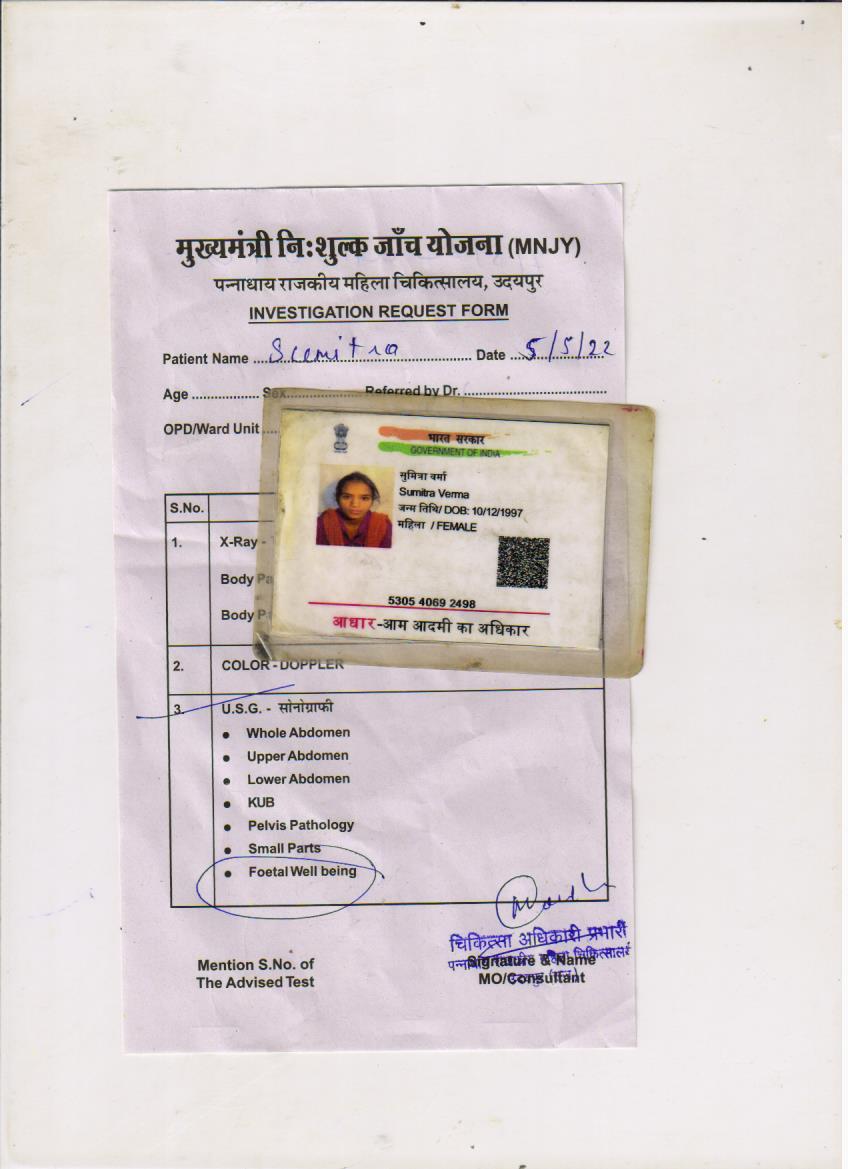 मुख्यमंत्री निःशुल्क जाँच योजना (MNJY)
पन्नाधाय राजकीय महिला चिकित्सालय, उदयपुर
INVESTIGATION REQUEST FORM
Patient Name .... Sumitra .... Date .... 5/5/22
Age .... Sex.... Referred by Dr. ....
OPD/Ward Unit ....
भारत सरकार
GOVERNMENT OF INDIA
सुमित्रा वर्मा
Sumitra Verma
जन्म तिथि/ DOB: 10/12/1997
महिला / FEMALE
5305 4069 2498
आधार-आम आदमी का अधिकार
S.No.
1. X-Ray -
Body
Body
2. COLOR - DOPPLER
3. U.S.G. - सोनोग्राफी
• Whole Abdomen
• Upper Abdomen
• Lower Abdomen
• KUB
• Pelvis Pathology
• Small Parts
• Foetal Well being
चिकित्सा अधिकारी प्रभारी
Mention S.No. of
The Advised Test
Signature & Name
MO/Consultant